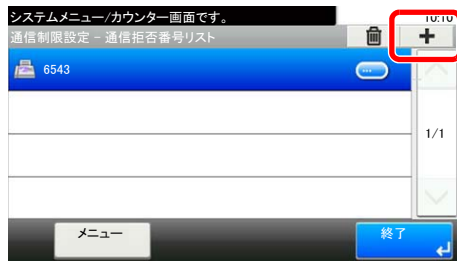 システムメニュー/カウンター画面です。
10:10
通信制限設定 - 通信拒否番号リスト
6543
1/1
メニュー
終了